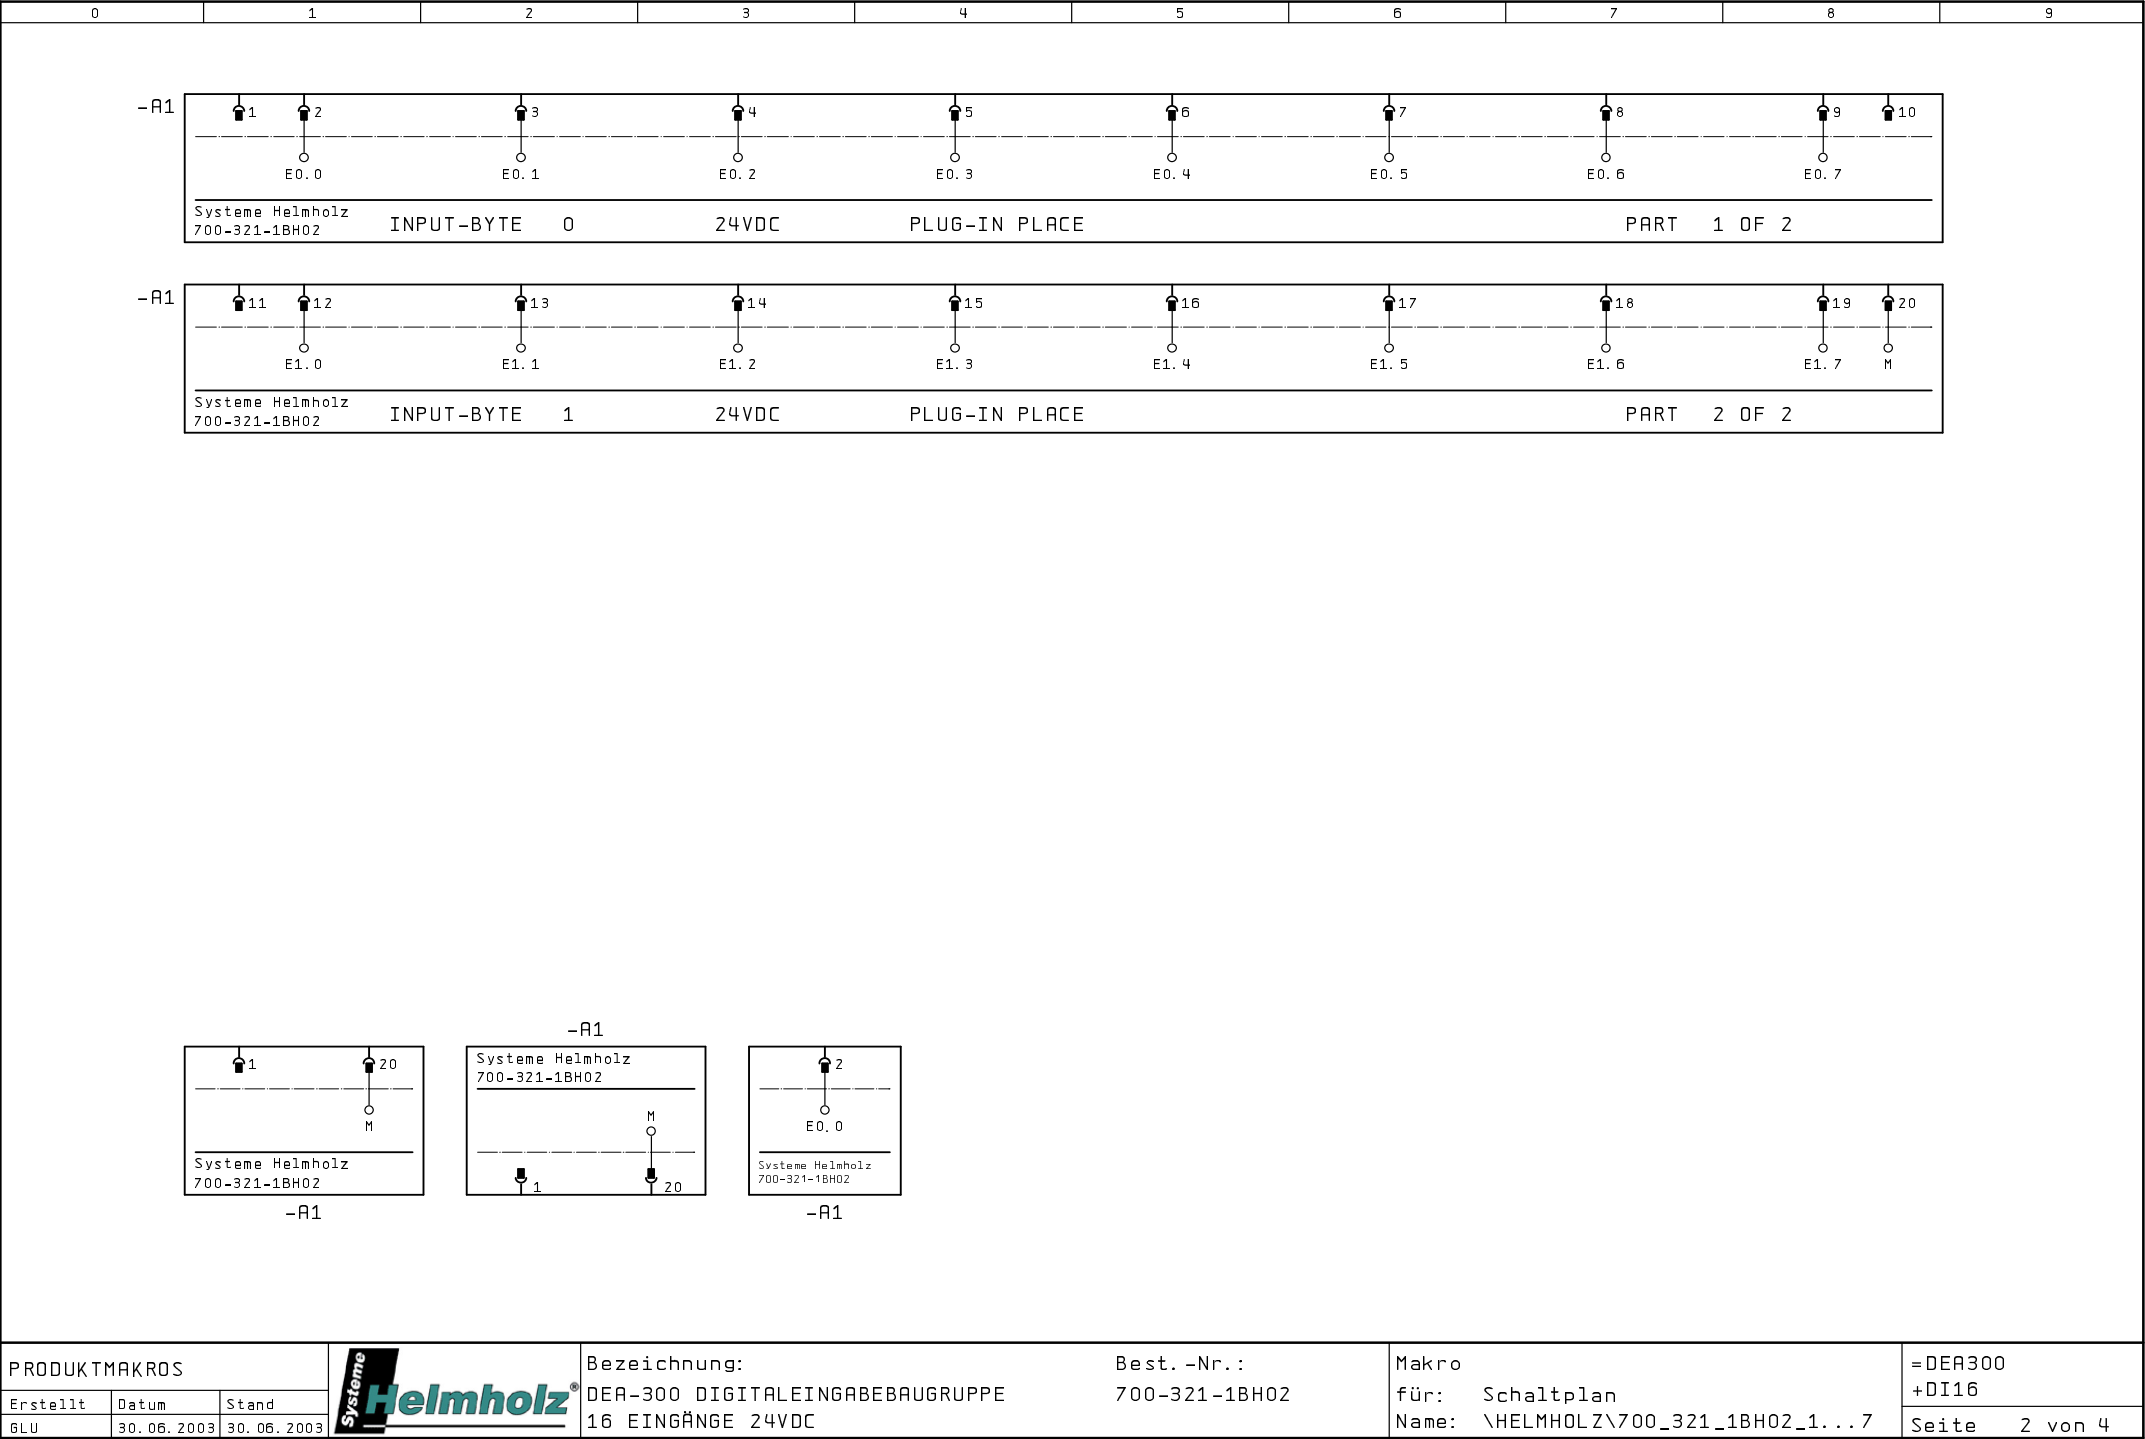 0 1 2 3 4 5 6 7 8 9
-A1
1 2 3 4 5 6 7 8 9 10
E0.0 E0.1 E0.2 E0.3 E0.4 E0.5 E0.6 E0.7
Systeme Helmholz
700-321-1BH02
INPUT-BYTE 0 24VDC PLUG-IN PLACE PART 1 OF 2
-A1
11 12 13 14 15 16 17 18 19 20
E1.0 E1.1 E1.2 E1.3 E1.4 E1.5 E1.6 E1.7 M
Systeme Helmholz
700-321-1BH02
INPUT-BYTE 1 24VDC PLUG-IN PLACE PART 2 OF 2
1 20
M
Systeme Helmholz
700-321-1BH02
-A1
-A1
Systeme Helmholz
700-321-1BH02
M
1 20
2
E0.0
Systeme Helmholz
700-321-1BH02
-A1
PRODUKTMAKROS
Erstellt Datum Stand
GLU 30.06.2003 30.06.2003
Systeme
Helmholz®
Bezeichnung:
DEA-300 DIGITALEINGABEBAUGRUPPE
16 EINGÄNGE 24VDC
Best.-Nr.:
700-321-1BH02
Makro
für: Schaltplan
Name: \HELMHOLZ\700_321_1BH02_1...7
=DEA300
+DI16
Seite 2 von 4